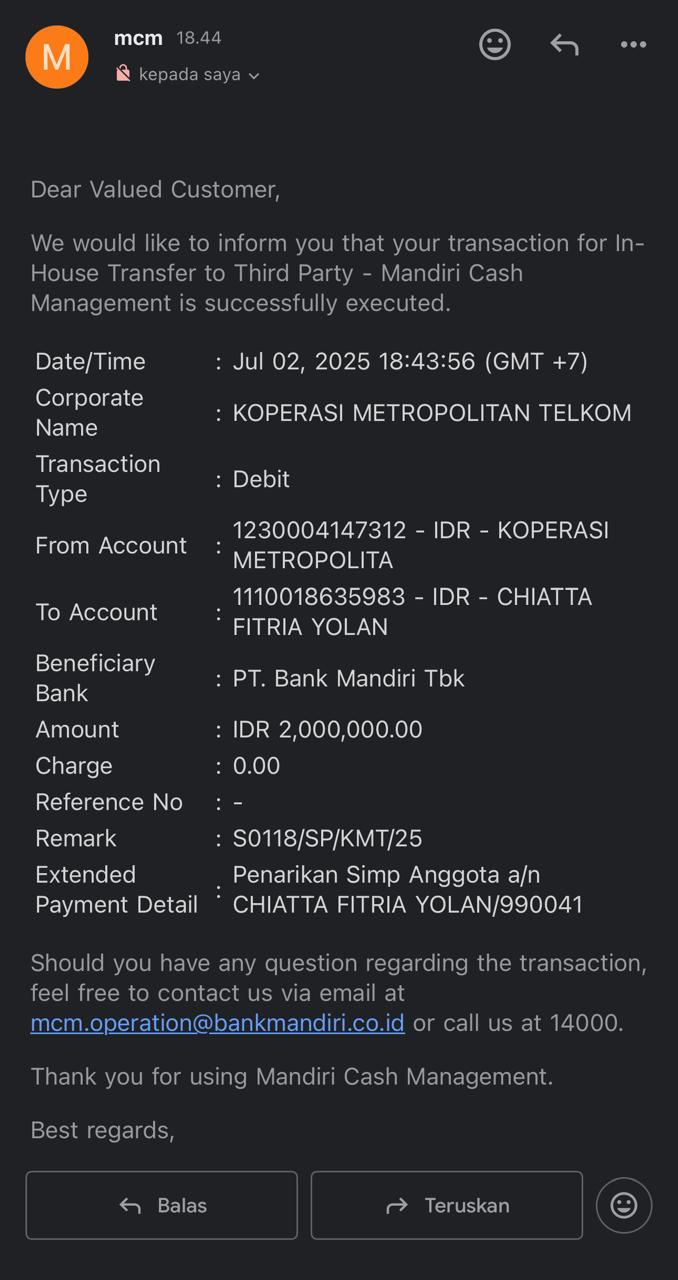 M
mcm 18.44
kepada saya
Dear Valued Customer,
We would like to inform you that your transaction for In-
House Transfer to Third Party - Mandiri Cash
Management is successfully executed.
Date/Time : Jul 02, 2025 18:43:56 (GMT +7)
Corporate
Name : KOPERASI METROPOLITAN TELKOM
Transaction
Type : Debit
From Account : 1230004147312 - IDR - KOPERASI
METROPOLITA
To Account : 1110018635983 - IDR - CHIATTA
FITRIA YOLAN
Beneficiary
Bank : PT. Bank Mandiri Tbk
Amount : IDR 2,000,000.00
Charge : 0.00
Reference No : -
Remark : S0118/SP/KMT/25
Extended
Payment Detail : Penarikan Simp Anggota a/n
CHIATTA FITRIA YOLAN/990041
Should you have any question regarding the transaction,
feel free to contact us via email at
mcm.operation@bankmandiri.co.id or call us at 14000.
Thank you for using Mandiri Cash Management.
Best regards,
Balas Teruskan